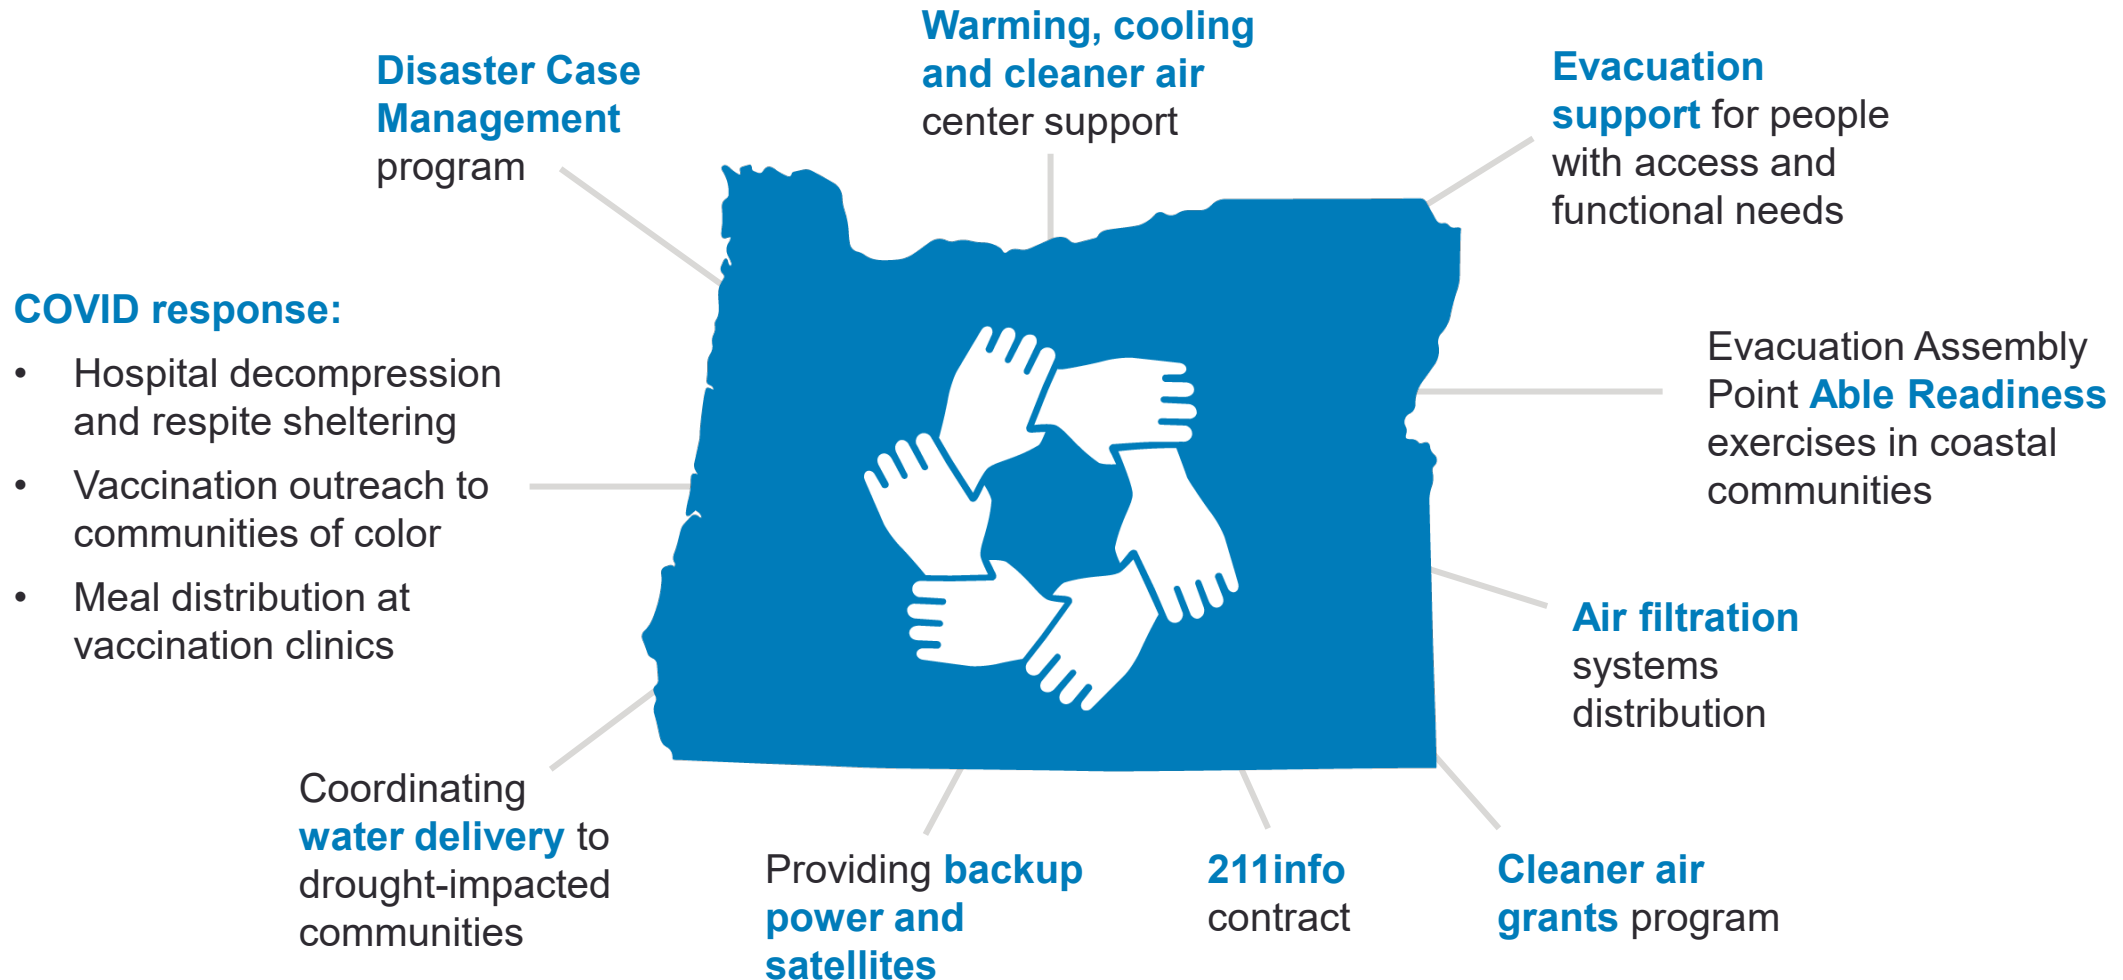 Warming, cooling
and cleaner air
center support
Disaster Case
Management
program
Evacuation
support for people
with access and
functional needs
COVID response:
• Hospital decompression
and respite sheltering
• Vaccination outreach to
communities of color
• Meal distribution at
vaccination clinics
Evacuation Assembly
Point Able Readiness
exercises in coastal
communities
Air filtration
systems
distribution
Coordinating
water delivery to
drought-impacted
communities
Providing backup
power and
satellites
211info
contract
Cleaner air
grants program